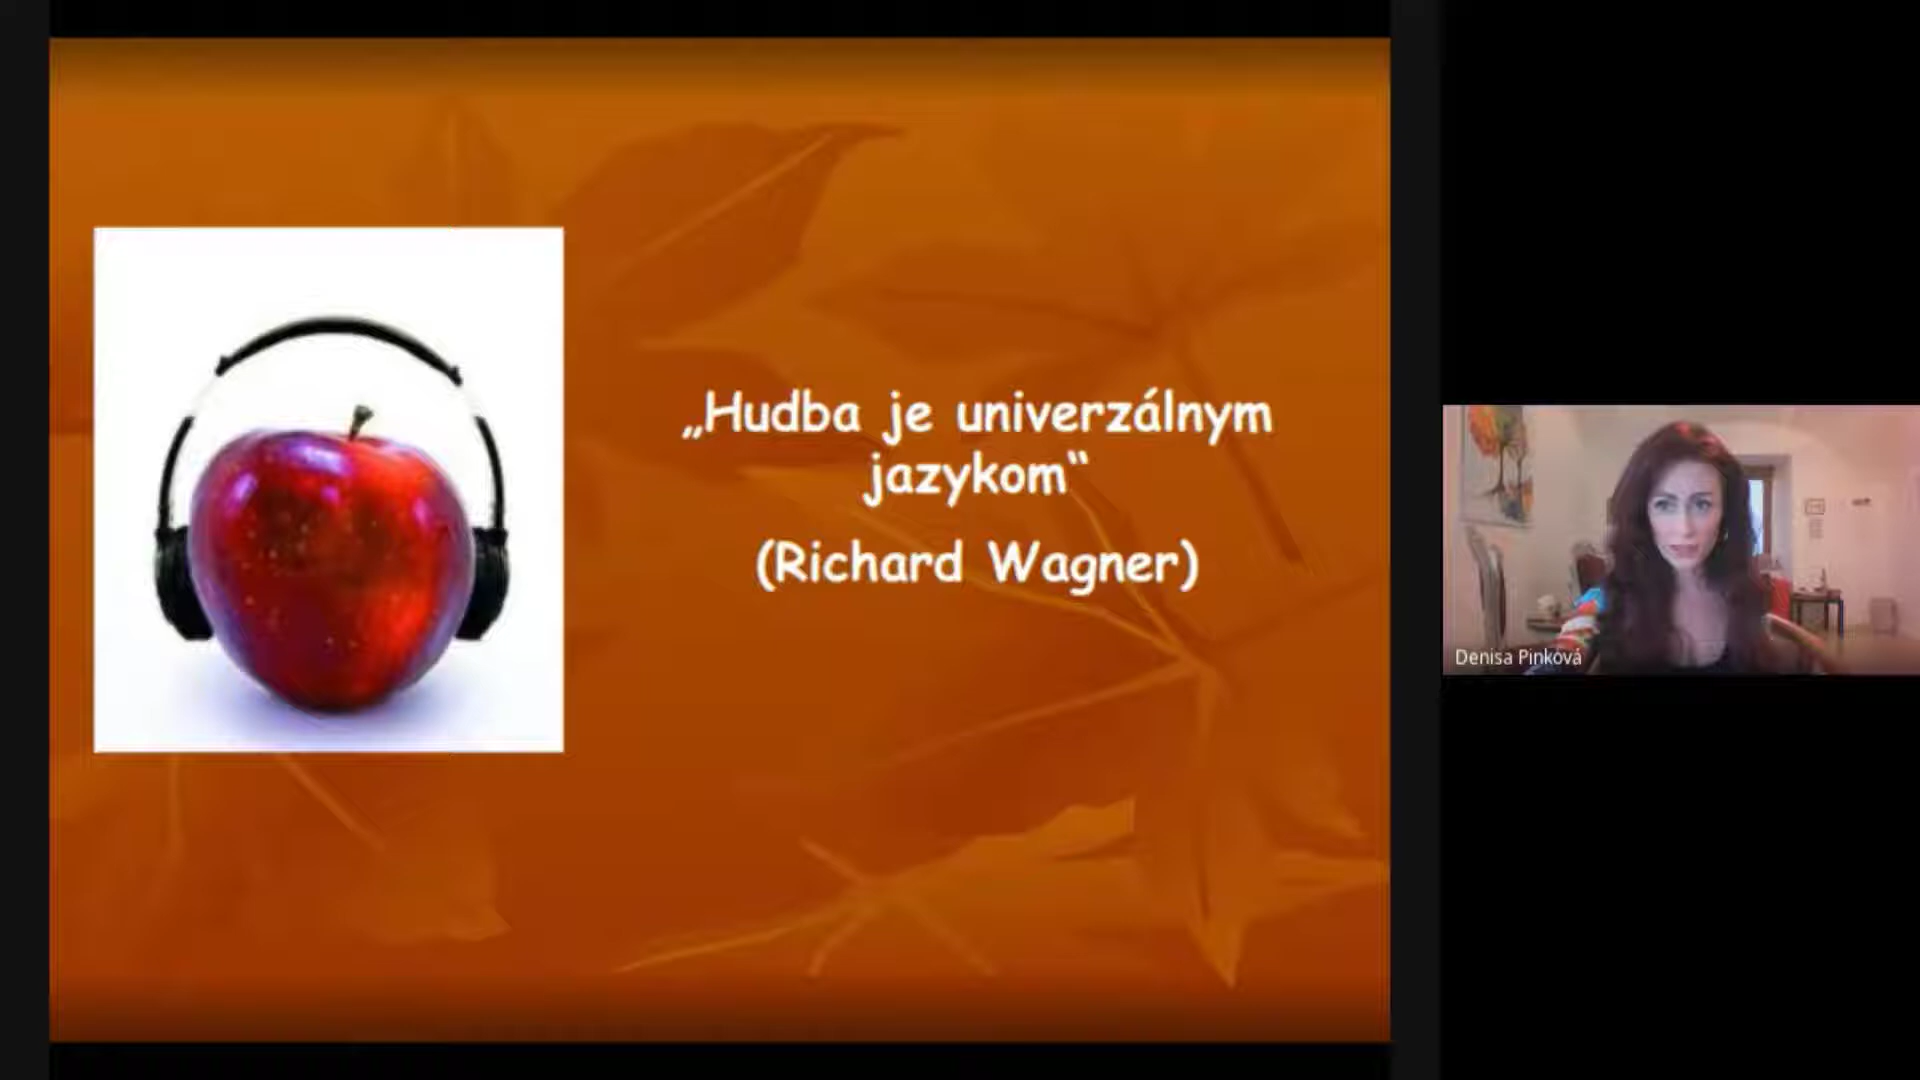 „Hudba je univerzálnym
jazykom“
(Richard Wagner)
Denisa Pinková